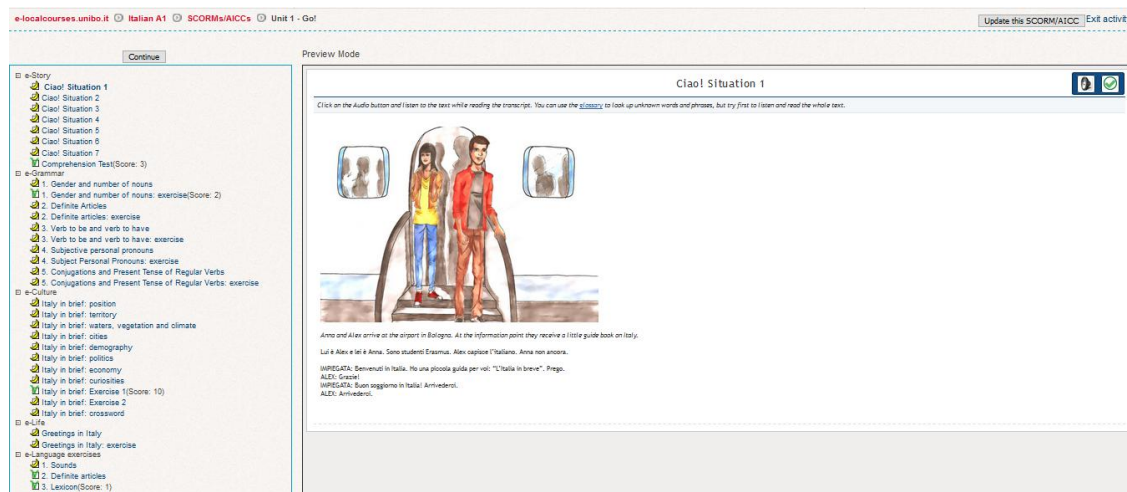 e-localcourses.unibo.it Italian A1 SCORMs/AICCs Unit 1 - Go!
Update this SCORM/AICC Exit activit
Continue
e-Story
Ciao! Situation 1
Ciao! Situation 2
Ciao! Situation 3
Ciao! Situation 4
Ciao! Situation 5
Ciao! Situation 6
Ciao! Situation 7
Comprehension Test(Score: 3)
e-Grammar
1. Gender and number of nouns
1. Gender and number of nouns: exercise(Score: 2)
2. Definite Articles
2. Definite articles: exercise
3. Verb to be and verb to have
3. Verb to be and verb to have: exercise
4. Subjective personal pronouns
4. Subject Personal Pronouns: exercise
5. Conjugations and Present Tense of Regular Verbs
5. Conjugations and Present Tense of Regular Verbs: exercise
e-Culture
Italy in brief: position
Italy in brief: territory
Italy in brief: waters, vegetation and climate
Italy in brief: cities
Italy in brief: demography
Italy in brief: politics
Italy in brief: economy
Italy in brief: curiosities
Italy in brief: Exercise 1(Score: 10)
Italy in brief: Exercise 2
Italy in brief: crossword
e-Life
Greetings in Italy
Greetings in Italy: exercise
e-Language exercises
1. Sounds
2. Definite articles
3. Lexicon(Score: 1)
Preview Mode
Ciao! Situation 1
Click on the Audio button and listen to the text while reading the transcript. You can use the glossary to look up unknown words and phrases, but try first to listen and read the whole text.
Anna and Alex arrive at the airport in Bologna. At the information point they receive a little guide book on Italy.
Lui è Alex e lei è Anna. Sono studenti Erasmus. Alex capisce l'italiano. Anna non ancora.
IMPIEGATA: Benvenuti in Italia. Ho una piccola guida per voi: "L'Italia in breve". Prego.
ALEX: Grazie!
IMPIEGATA: Buon soggiorno in Italia! Arrivederci.
ALEX: Arrivederci.